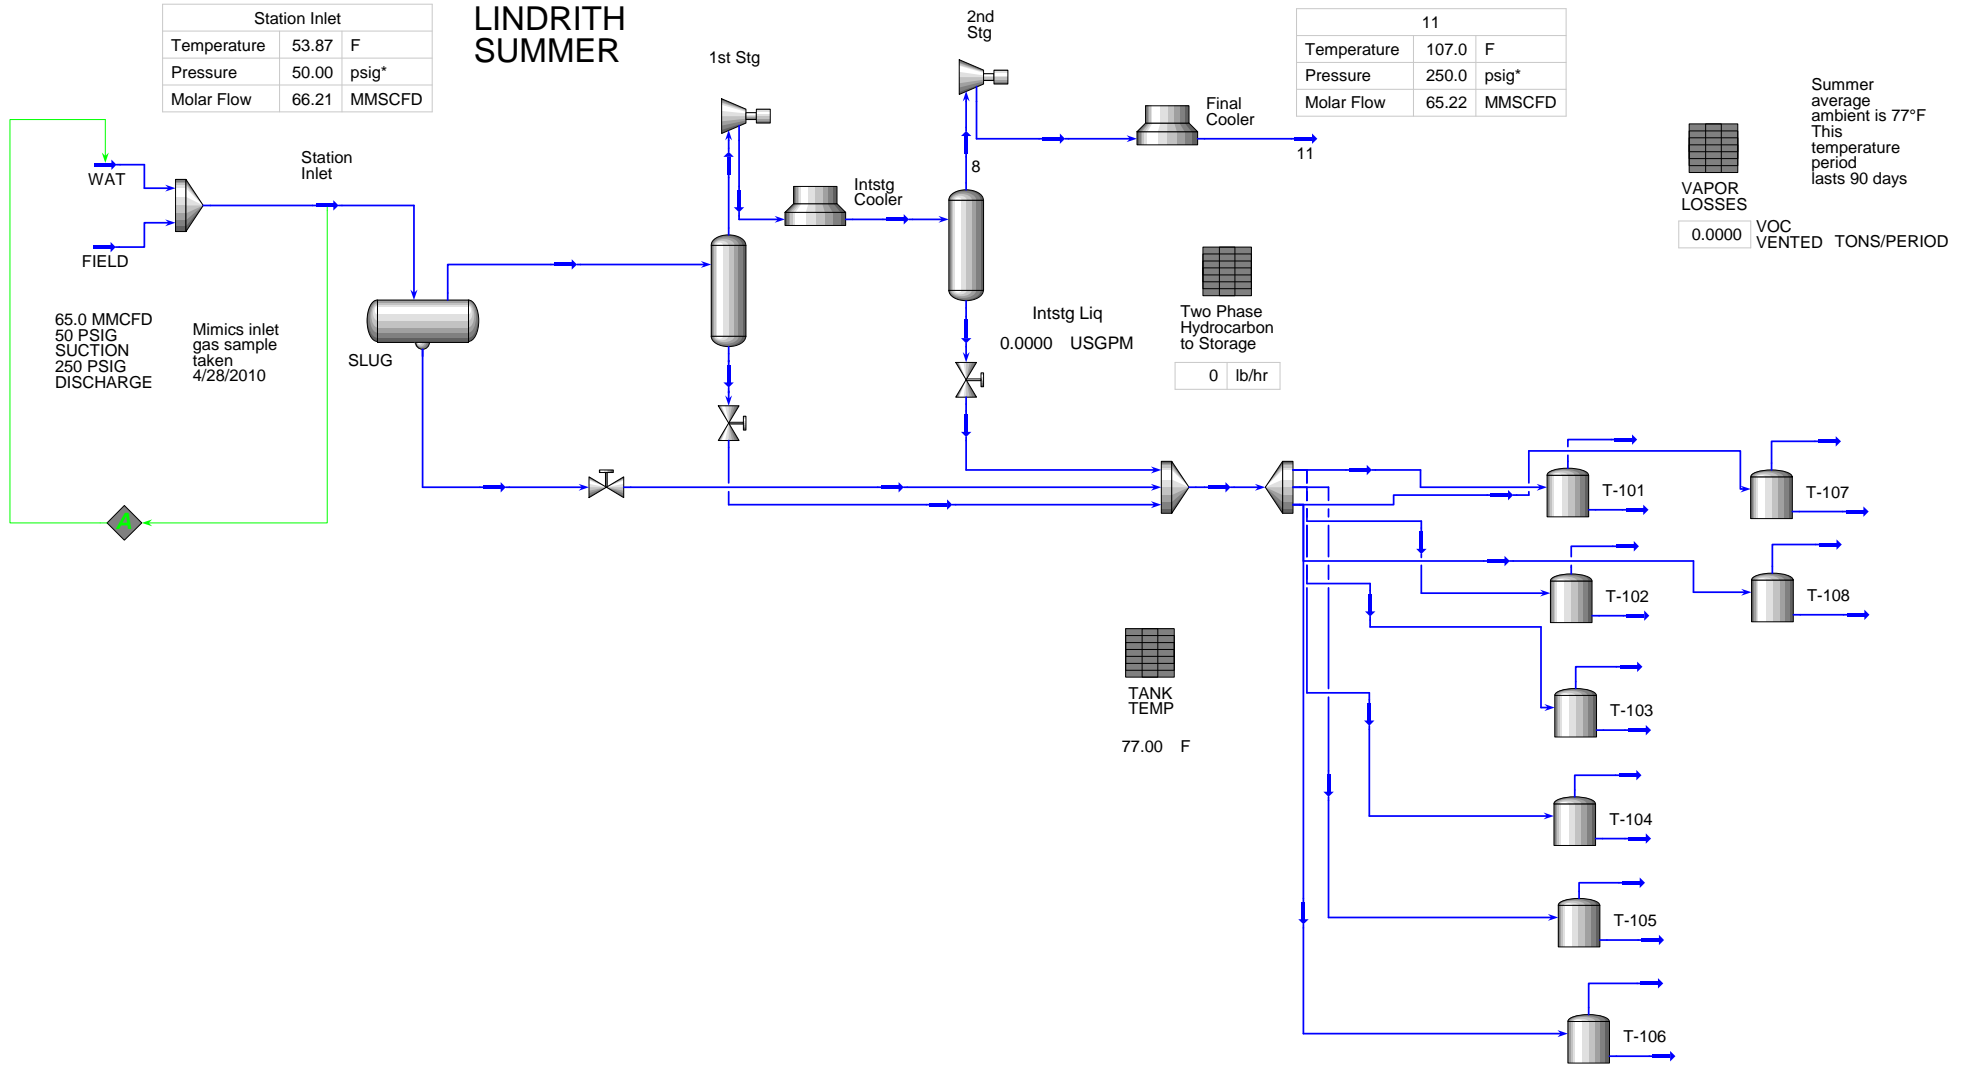 LINDRITH
SUMMER
Station Inlet
Temperature 53.87 F
Pressure 50.00 psig*
Molar Flow 66.21 MMSCFD
1st Stg
2nd
Stg
11
Temperature 107.0 F
Pressure 250.0 psig*
Molar Flow 65.22 MMSCFD
Summer
average
ambient is 77°F
This
temperature
period
lasts 90 days
WAT
FIELD
Station
Inlet
Intstg
Cooler
8
Final
Cooler
11
VAPOR
LOSSES
0.0000 VOC
VENTED TONS/PERIOD
65.0 MMCFD
50 PSIG
SUCTION
250 PSIG
DISCHARGE
Mimics inlet
gas sample
taken
4/28/2010
SLUG
Intstg Liq
0.0000 USGPM
Two Phase
Hydrocarbon
to Storage
0 lb/hr
A
T-101
T-107
T-102
T-108
TANK
TEMP
77.00 F
T-103
T-104
T-105
T-106